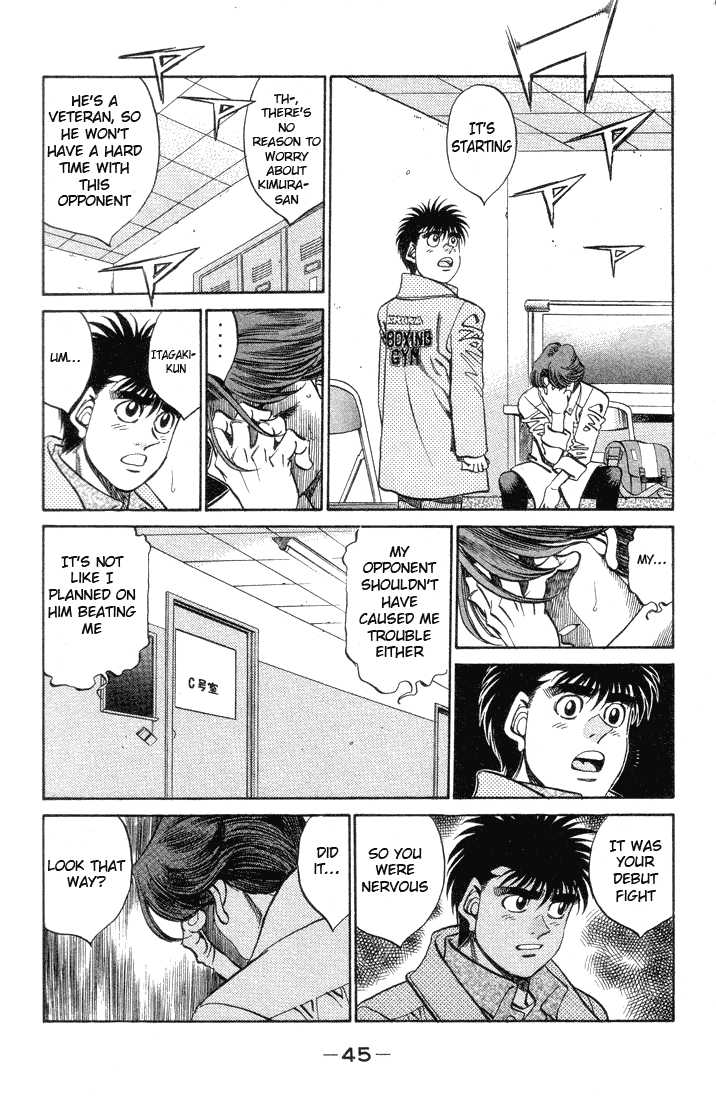 IT'S
STARTING
BOXING
GYM
TH-,
THERE'S
NO
REASON TO
WORRY
ABOUT
KIMURA-
SAN
HE'S A
VETERAN, SO
HE WON'T
HAVE A HARD
TIME WITH
THIS
OPPONENT
...
ITAGAKI-
KUN
UM...
MY...
MY
OPPONENT
SHOULDN'T
HAVE
CAUSED ME
TROUBLE
EITHER
IT'S NOT
LIKE I
PLANNED ON
HIM BEATING
ME
C号室
IT WAS
YOUR
DEBUT
FIGHT
SO YOU
WERE
NERVOUS
DID
IT...
LOOK THAT
WAY?
-45-